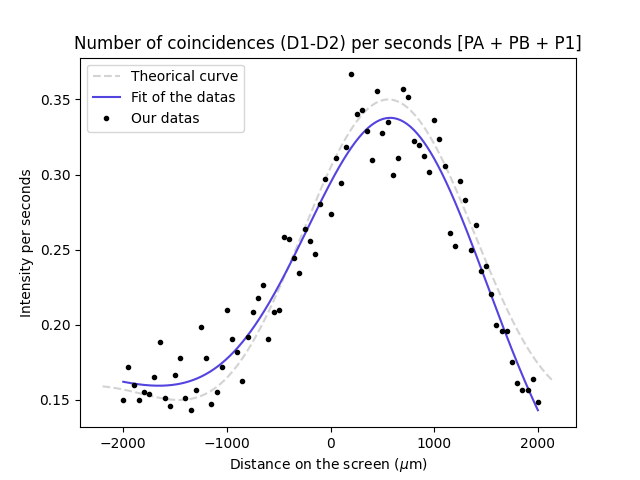 Number of coincidences (D1-D2) per seconds [PA + PB + P1]
Theorical curve
Fit of the datas
Our datas
Intensity per seconds
0.35
0.30
0.25
0.20
0.15
−2000
−1000
0
1000
2000
Distance on the screen (μm)